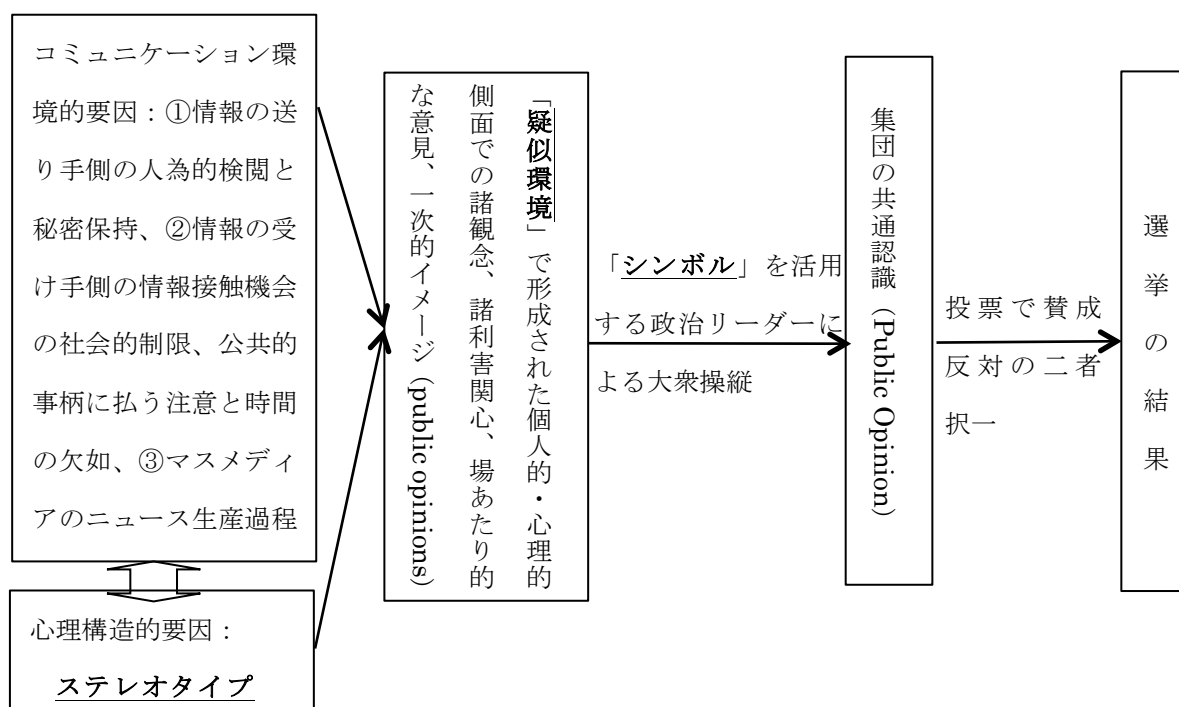 コミュニケーション環
境的要因：①情報の送
り手側の人為的検閲と
秘密保持、②情報の受
け手側の情報接触機会
の社会的制限、公共的
事柄に払う注意と時間
の欠如、③マスメディ
アのニュース生産過程
心理構造的要因：
ステレオタイプ
「疑似環境」で形成された個人的・心理的
側面での諸観念、諸利害関心、場あたり的
な意見、一次的イメージ(public opinions)
「シンボル」を活用
する政治リーダーに
よる大衆操縦
集団の共通認識（Public Opinion）
投票で賛成
反対の二者
択一
選挙の結果